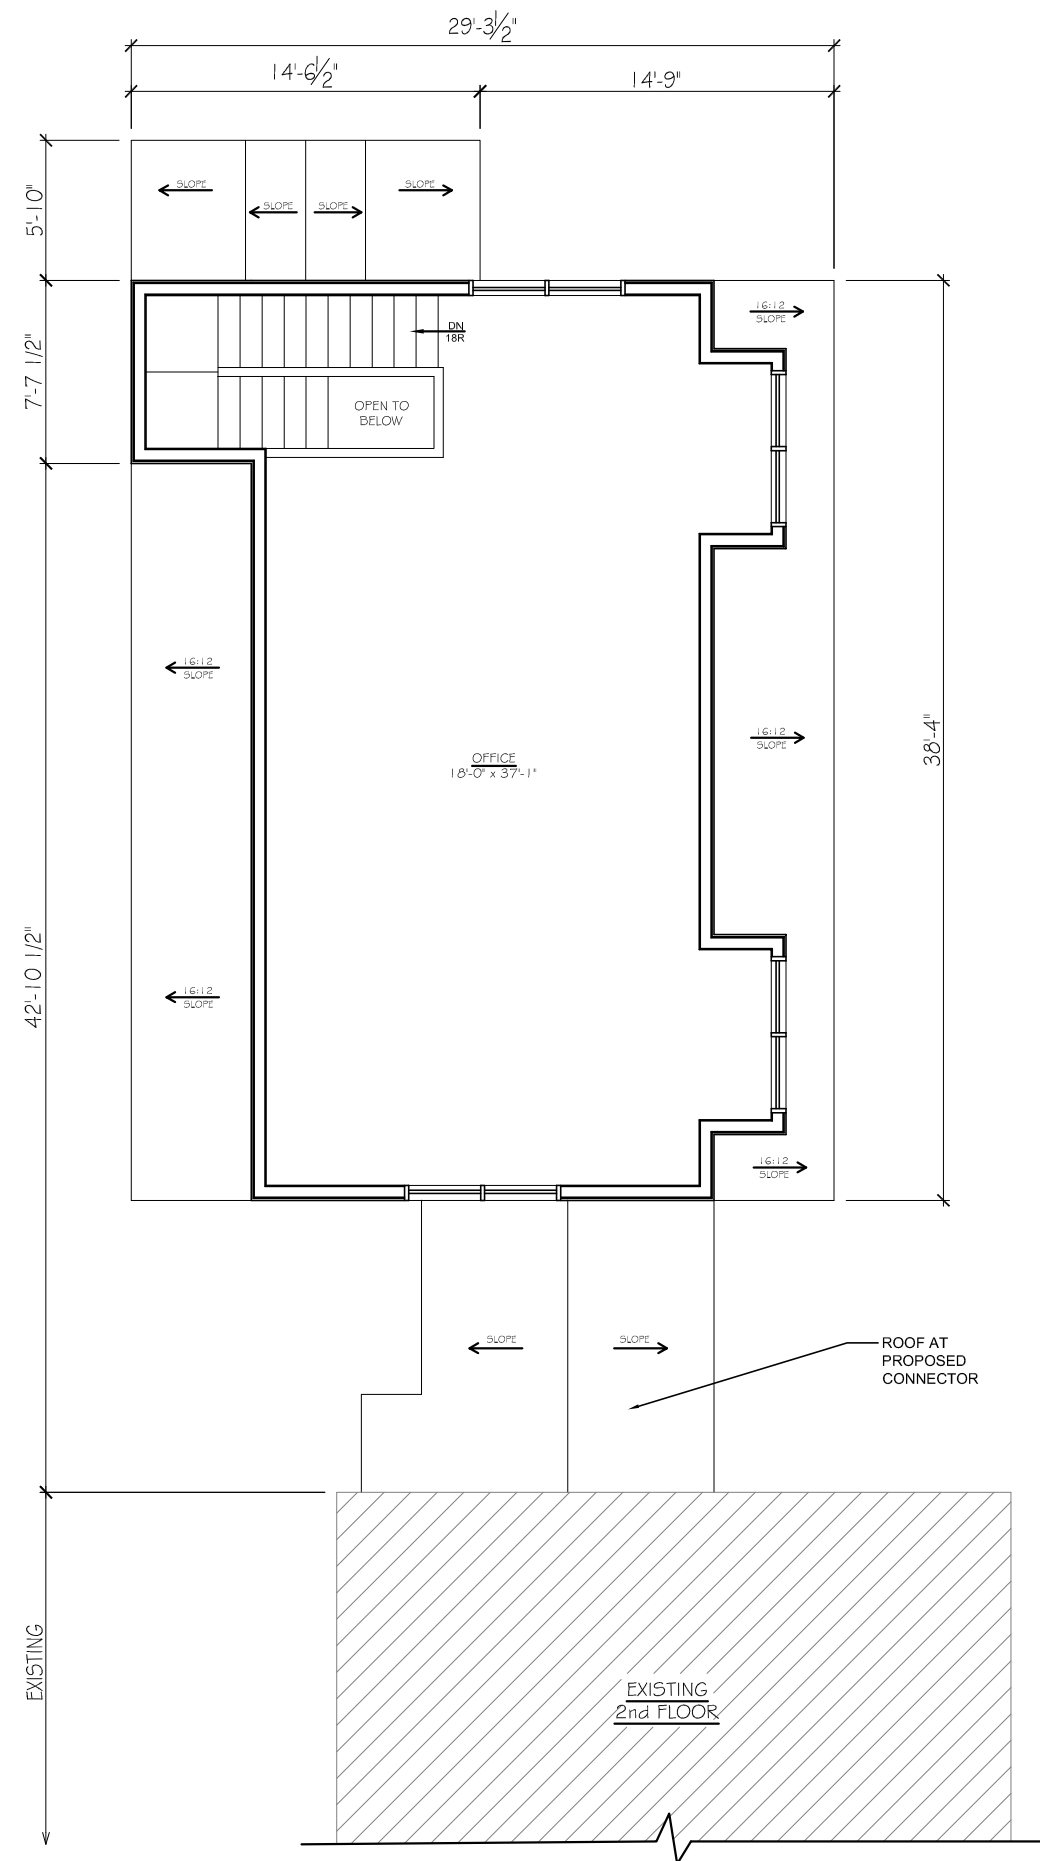 29'-3½"
14'-6½"
14'-9"
5'-10"
SLOPE
SLOPE
SLOPE
SLOPE
16:12
SLOPE
7'-7 1/2"
DN
18R
OPEN TO
BELOW
16:12
SLOPE
38'-4"
16:12
SLOPE
OFFICE
18'-0" x 37'-1"
42'-10 1/2"
16:12
SLOPE
16:12
SLOPE
SLOPE
SLOPE
ROOF AT
PROPOSED
CONNECTOR
EXISTING
EXISTING
2nd FLOOR